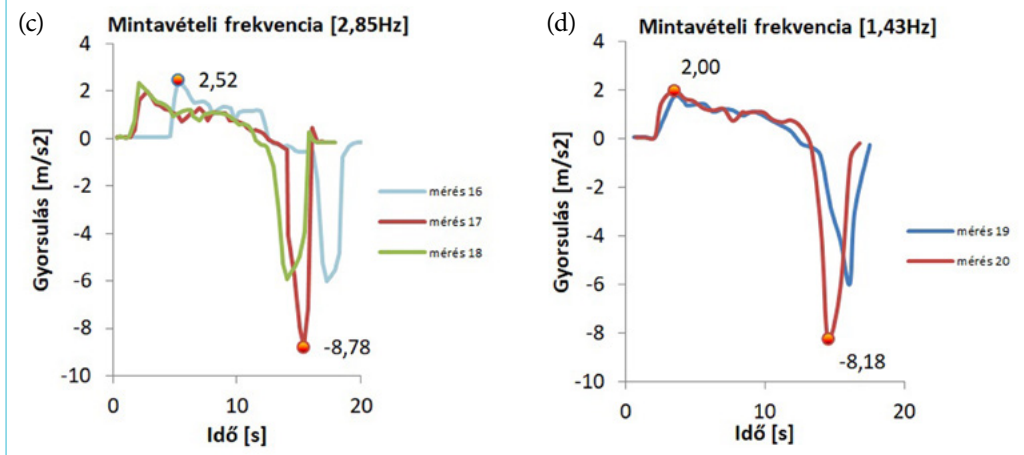 (c)
Mintavételi frekvencia [2,85Hz]
4
2
0
-2
-4
-6
-8
-10
Gyorsulás [m/s2]
2,52
-8,78
mérés 16
mérés 17
mérés 18
0
10
20
Idő [s]
(d)
Mintavételi frekvencia [1,43Hz]
4
2
0
-2
-4
-6
-8
-10
Gyorsulás [m/s2]
2,00
-8,18
mérés 19
mérés 20
0
10
20
Idő [s]